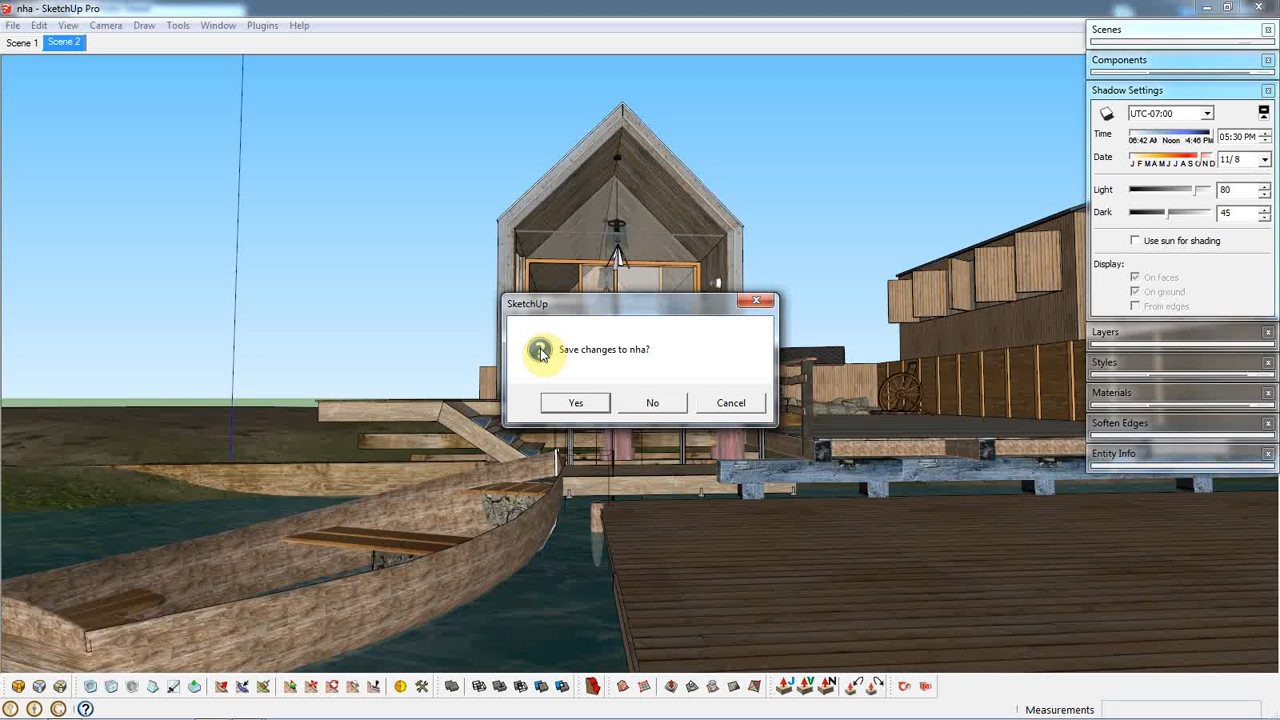 nha - SketchUp Pro
File Edit View Camera Draw Tools Window Plugins Help
Scene 1 Scene 2
Scenes
Components
Shadow Settings
UTC-07:00
Time 06:42 AM Noon 4:46 PM 05:30 PM
Date J F M A M J J A S O N D 11/ 8
Light 80
Dark 45
Use sun for shading
Display: On faces
On ground
From edges
Layers
Styles
Materials
Soften Edges
Entity Info
SketchUp
Save changes to nha?
Yes No Cancel
J V N
Measurements